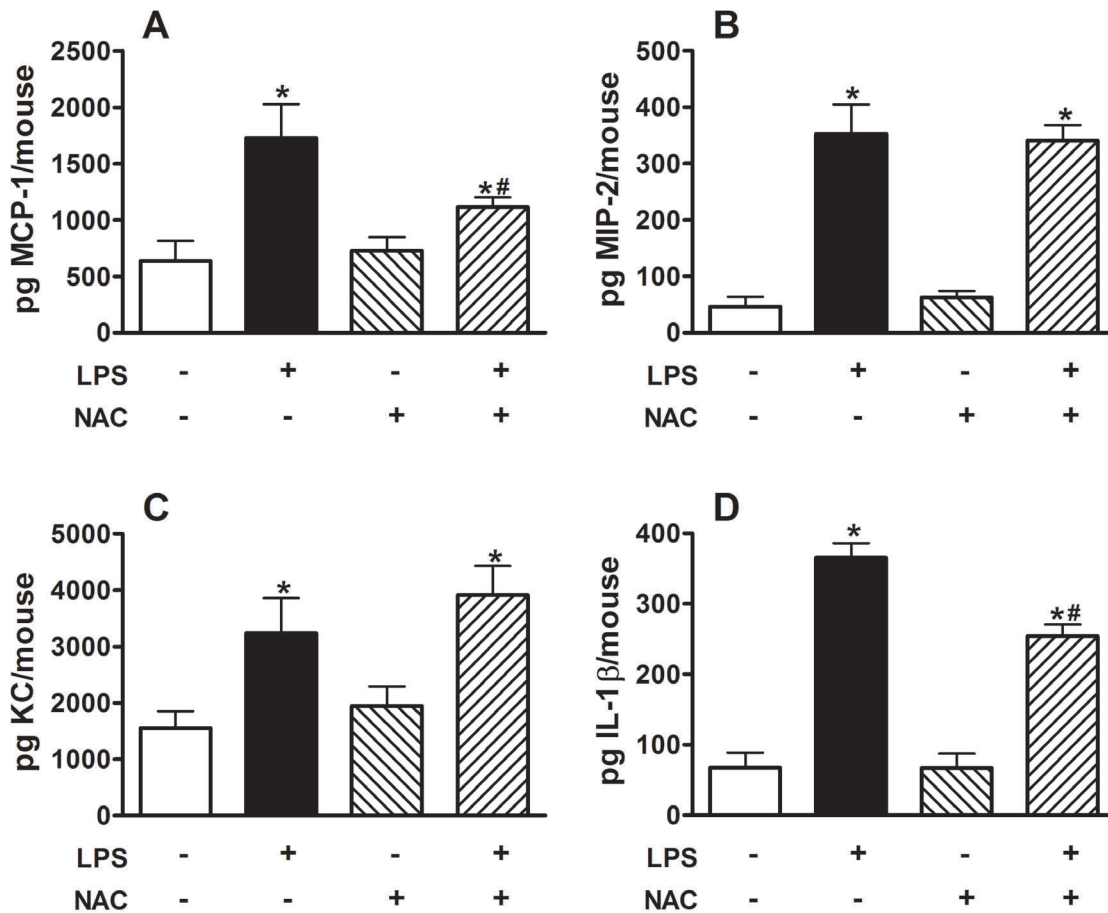 A
pg MCP-1/mouse
2500
2000
1500
1000
500
0
*
*#
LPS - + - +
NAC - - + +
B
pg MIP-2/mouse
500
400
300
200
100
0
*
*
LPS - + - +
NAC - - + +
C
pg KC/mouse
5000
4000
3000
2000
1000
0
*
*
LPS - + - +
NAC - - + +
D
pg IL-1β/mouse
400
300
200
100
0
*
*#
LPS - + - +
NAC - - + +